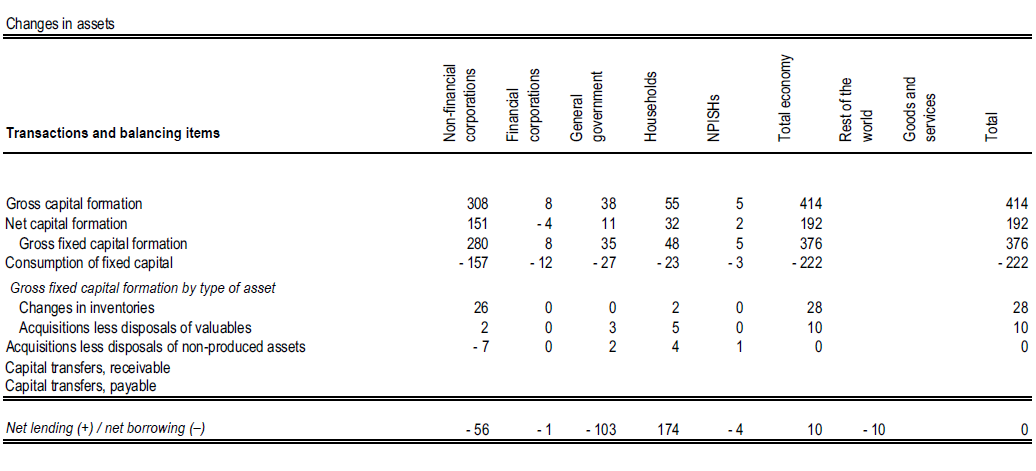 Changes in assets
Transactions and balancing items Non-financial corporations Financial corporations General government Households NPISHs Total economy Rest of the world Goods and services Total
Gross capital formation 308 8 38 55 5 414 414
Net capital formation 151 - 4 11 32 2 192 192
Gross fixed capital formation 280 8 35 48 5 376 376
Consumption of fixed capital - 157 - 12 - 27 - 23 - 3 - 222 - 222
Gross fixed capital formation by type of asset
Changes in inventories 26 0 0 2 0 28 28
Acquisitions less disposals of valuables 2 0 3 5 0 10 10
Acquisitions less disposals of non-produced assets - 7 0 2 4 1 0 0
Capital transfers, receivable
Capital transfers, payable
Net lending (+) / net borrowing (–) - 56 - 1 - 103 174 - 4 10 - 10 0